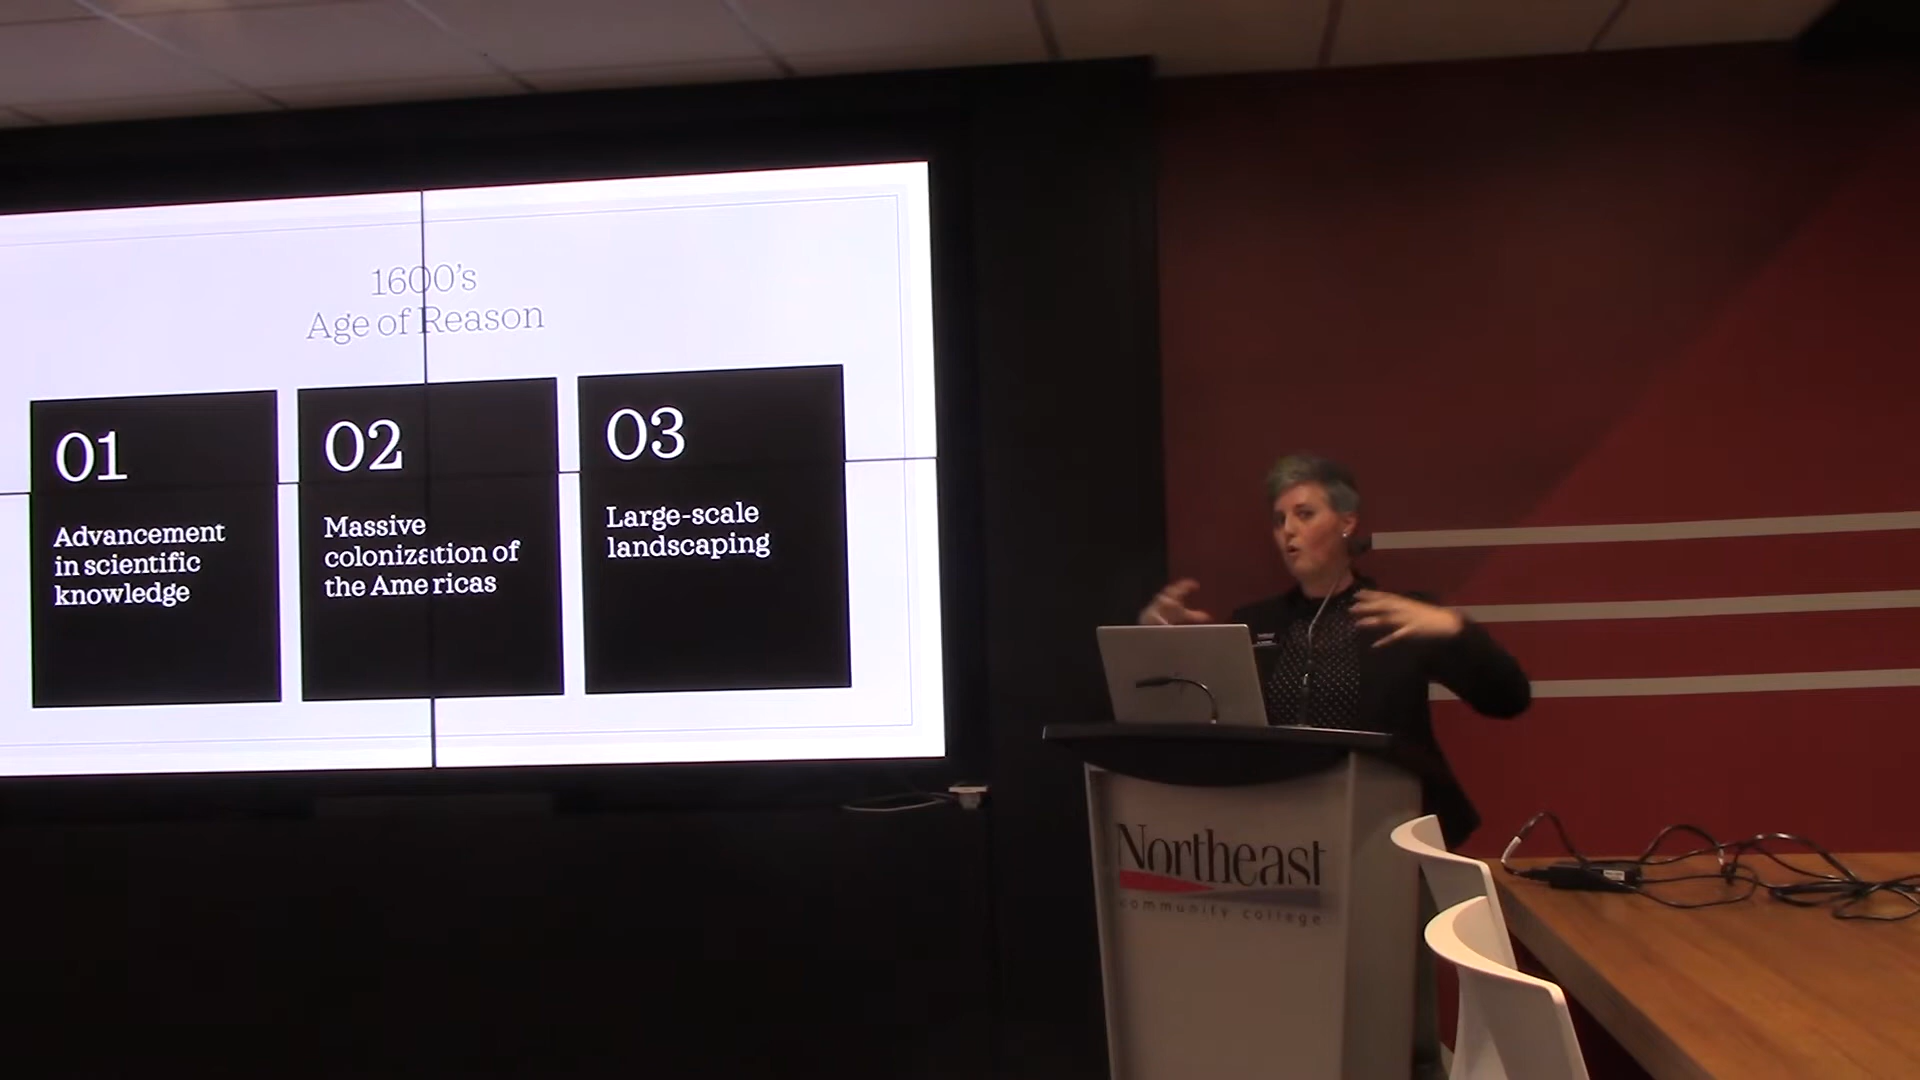 1600's
Age of Reason
01
Advancement
in scientific
knowledge
02
Massive
colonization of
the Americas
03
Large-scale
landscaping
Northeast
community college